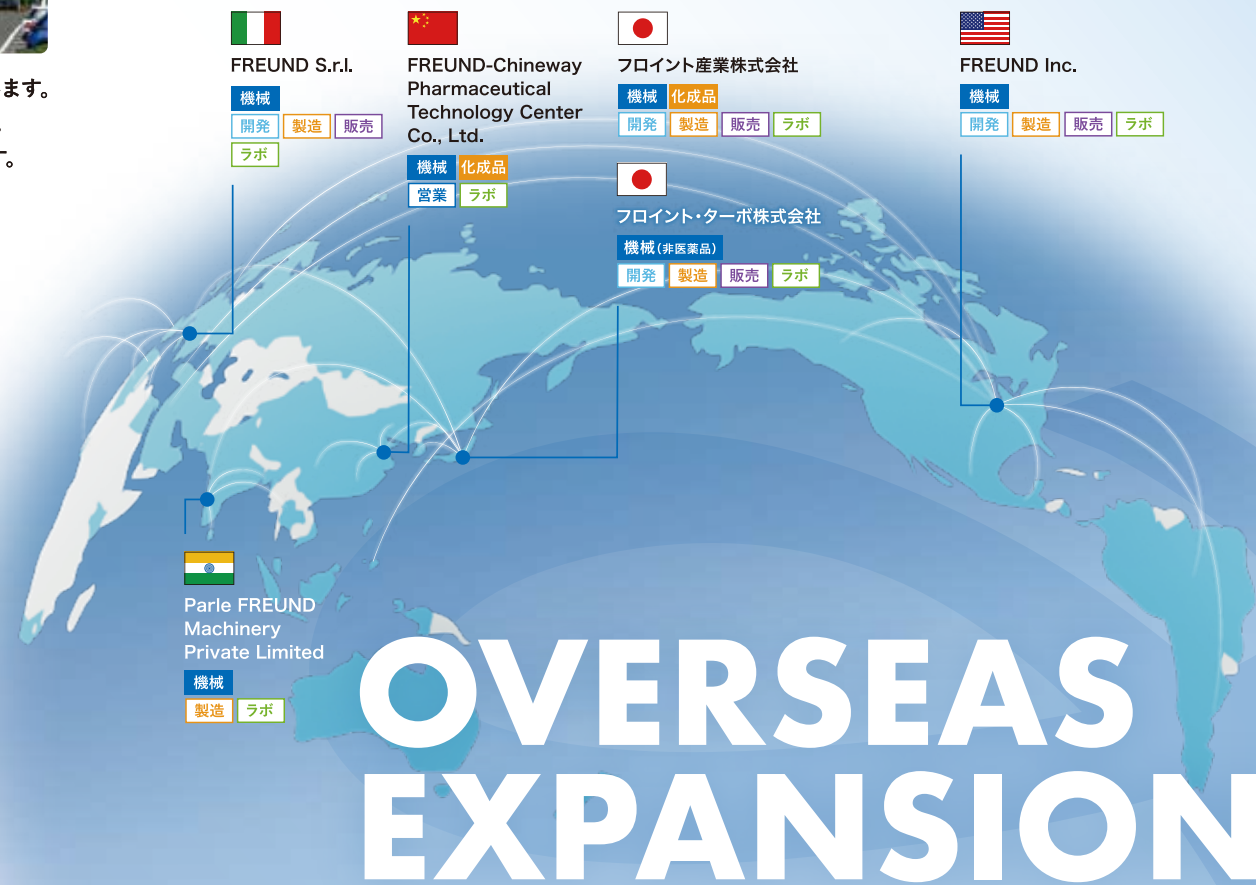 ます。
す。
FREUND S.r.l.
機械
開発 製造 販売
ラボ
FREUND-Chineway
Pharmaceutical
Technology Center
Co., Ltd.
機械 化成品
営業 ラボ
フロイント産業株式会社
機械 化成品
開発 製造 販売 ラボ
フロイント・ターボ株式会社
機械(非医薬品)
開発 製造 販売 ラボ
FREUND Inc.
機械
開発 製造 販売 ラボ
Parle FREUND
Machinery
Private Limited
機械
製造 ラボ
OVERSEAS
EXPANSION